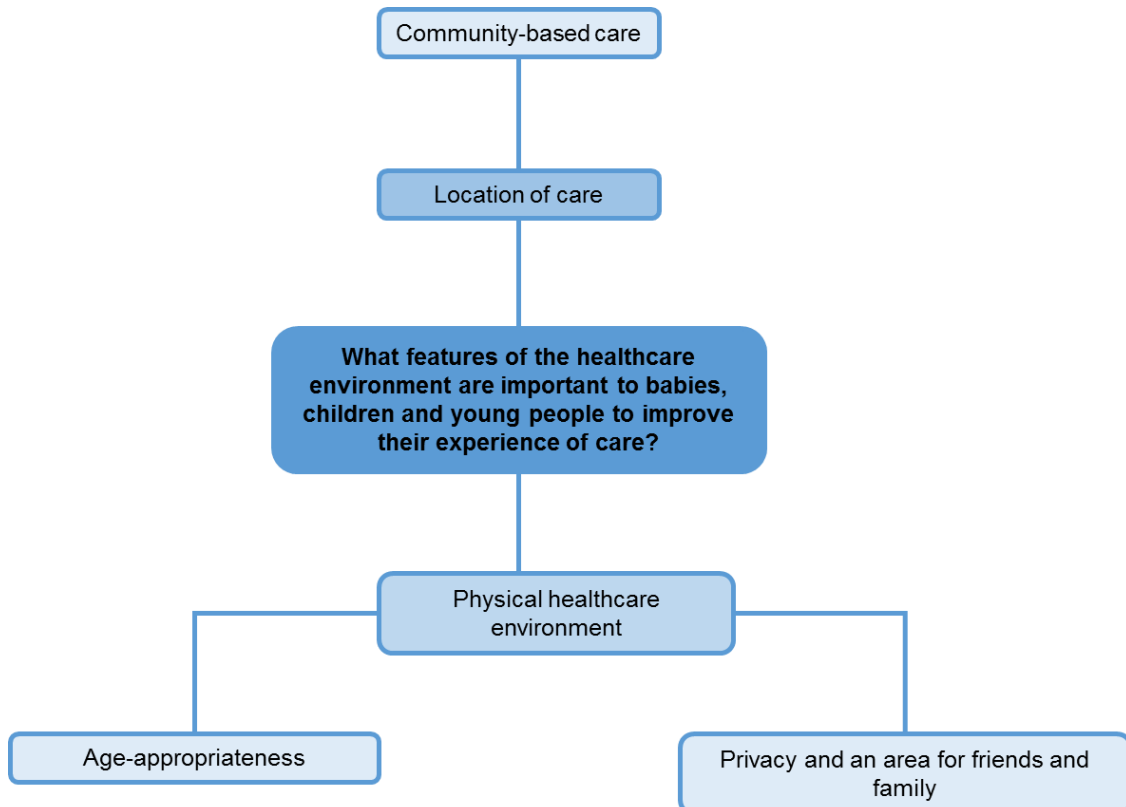 Community-based care
Location of care
What features of the healthcare
environment are important to babies,
children and young people to improve
their experience of care?
Physical healthcare
environment
Age-appropriateness
Privacy and an area for friends and
family